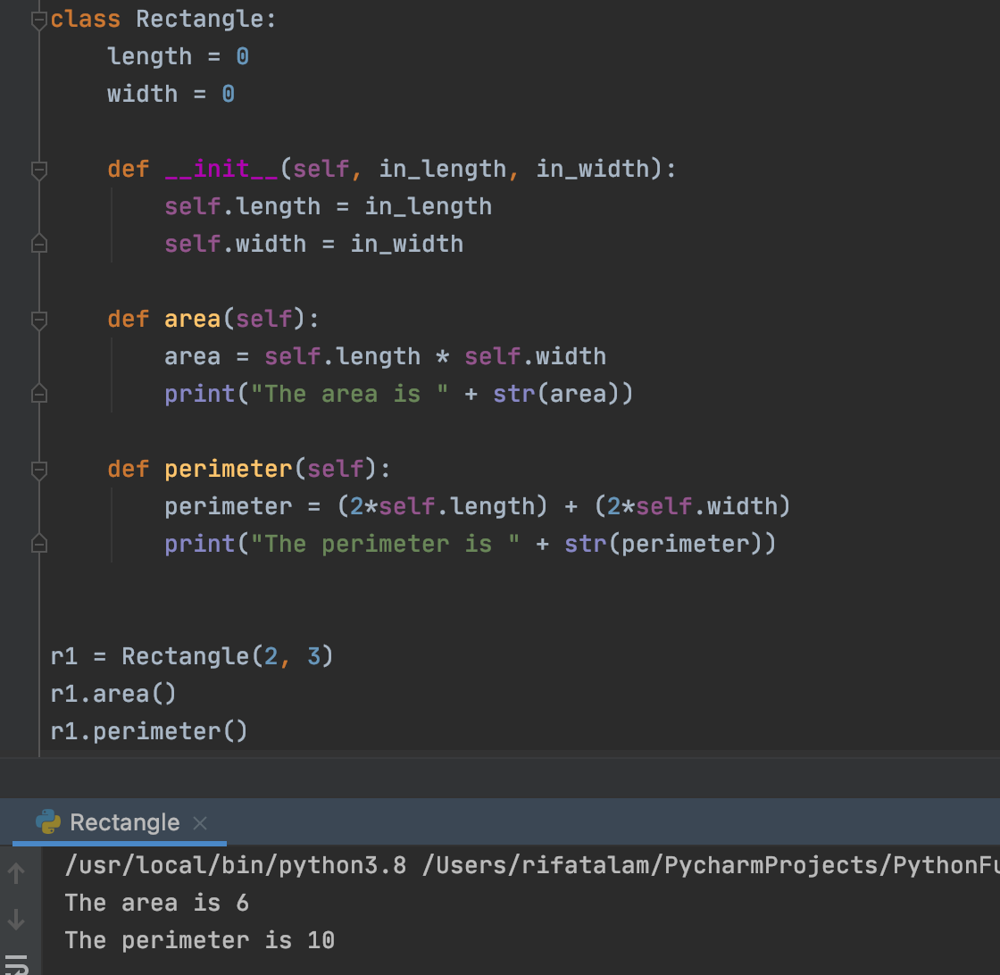 class Rectangle:
    length = 0
    width = 0
    def __init__(self, in_length, in_width):
        self.length = in_length
        self.width = in_width
    def area(self):
        area = self.length * self.width
        print("The area is " + str(area))
    def perimeter(self):
        perimeter = (2*self.length) + (2*self.width)
        print("The perimeter is " + str(perimeter))
r1 = Rectangle(2, 3)
r1.area()
r1.perimeter()
Rectangle
/usr/local/bin/python3.8 /Users/rifatalam/PycharmProjects/PythonFu
The area is 6
The perimeter is 10